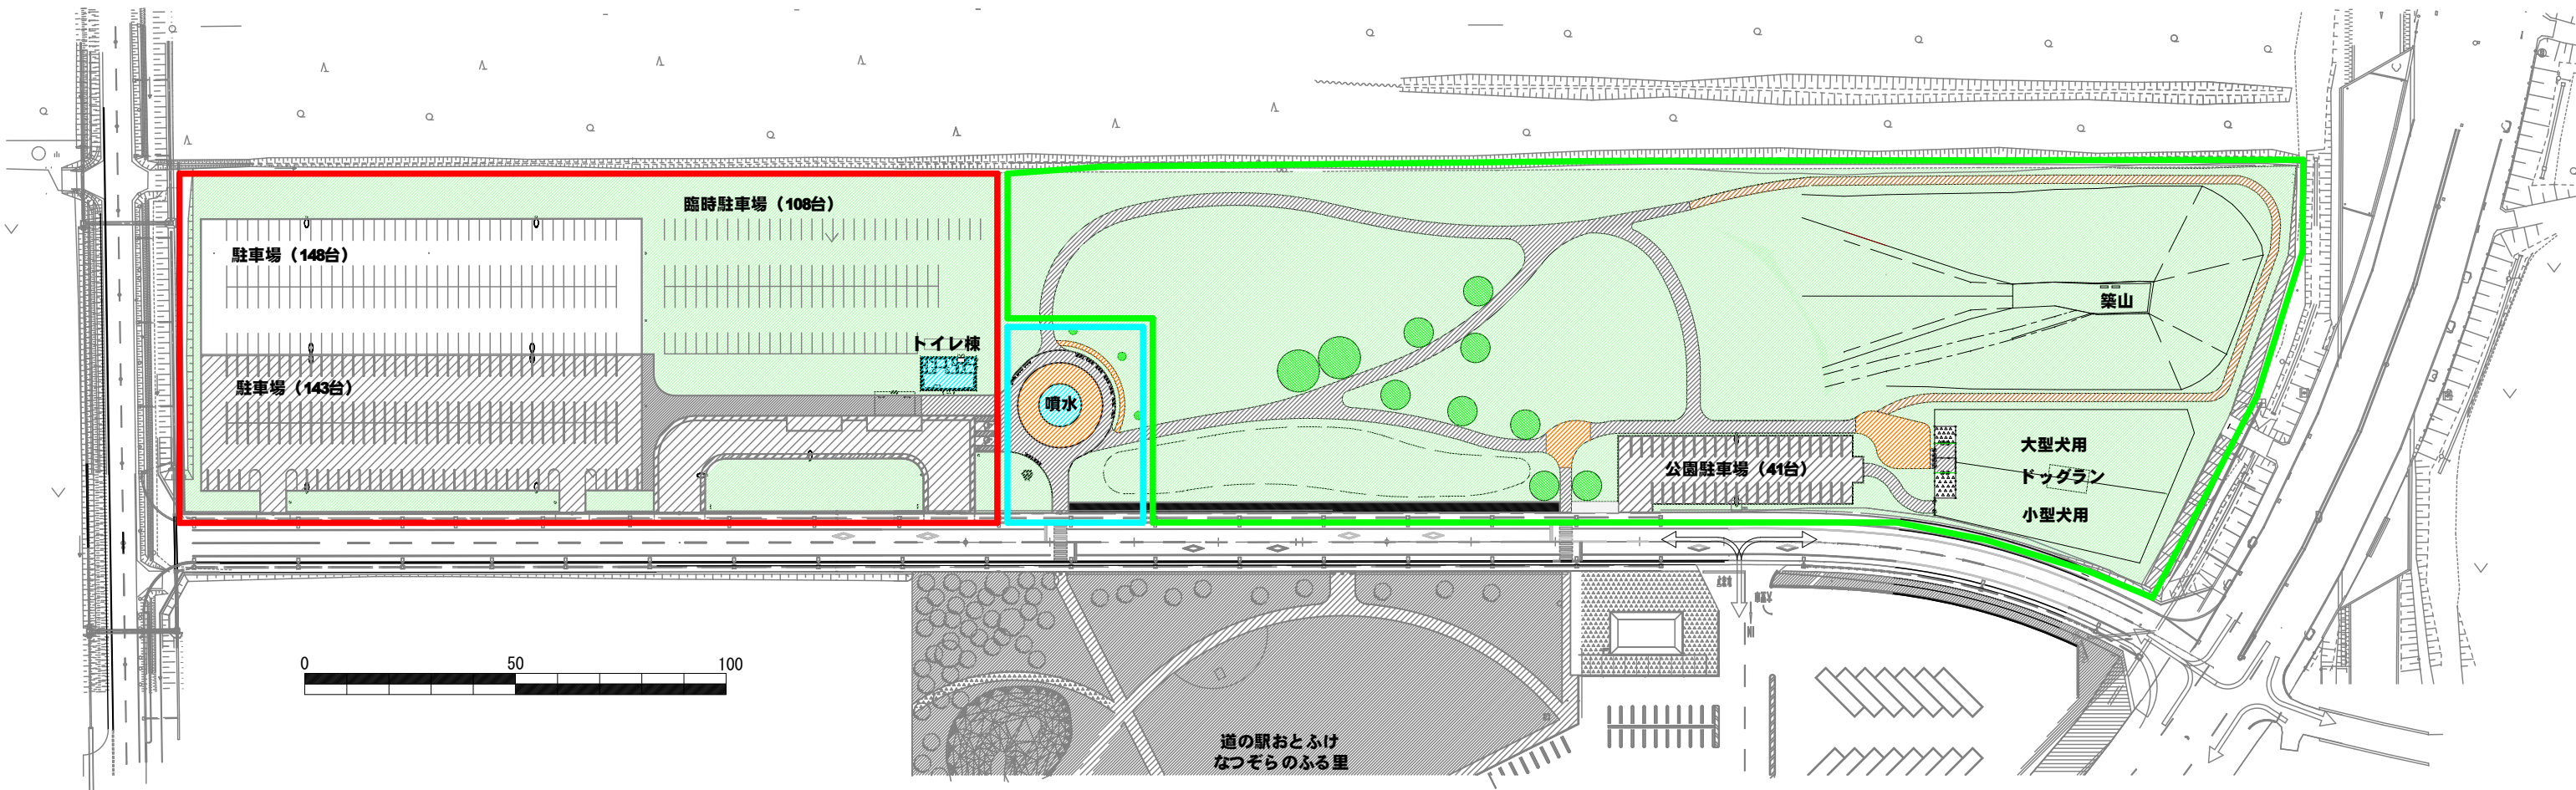 臨時駐車場（108台）
駐車場（148台）
トイレ棟
駐車場（143台）
噴水
築山
公園駐車場（41台）
大型犬用
ドッグラン
小型犬用
0 50 100
道の駅おとふけ
なつぞらのふる里